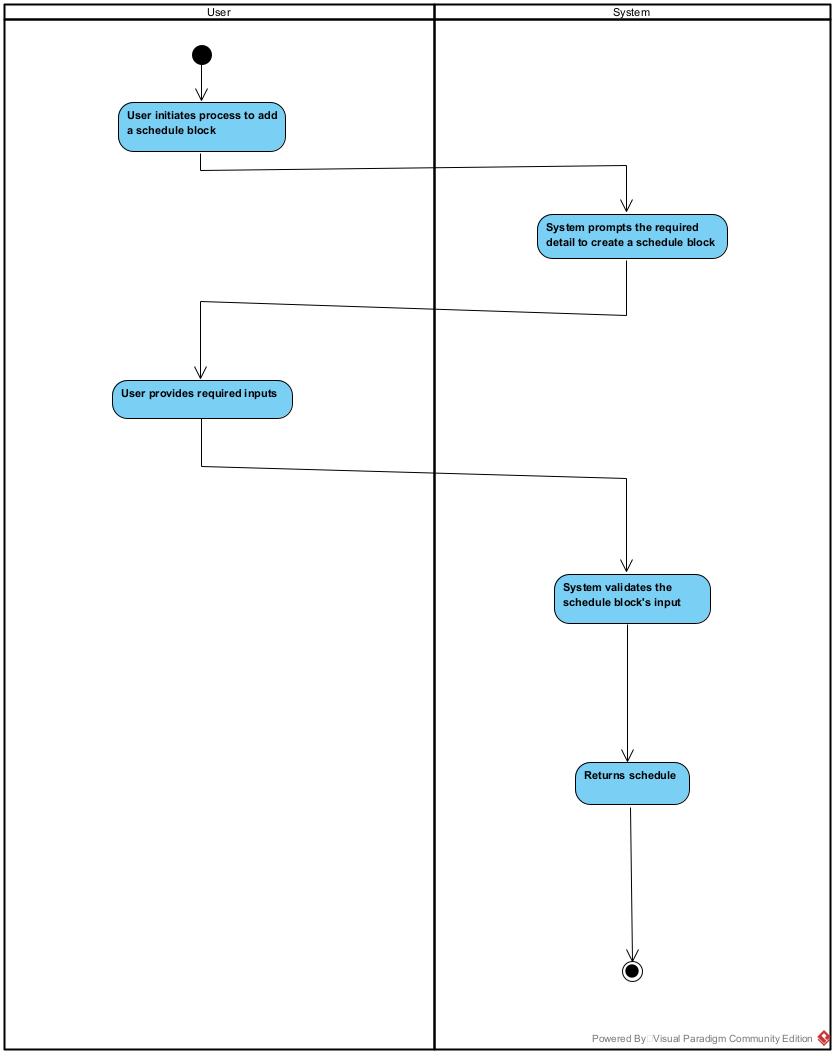 User
System
User initiates process to add
a schedule block
System prompts the required
detail to create a schedule block
User provides required inputs
System validates the
schedule block's input
Returns schedule
Powered By Visual Paradigm Community Edition